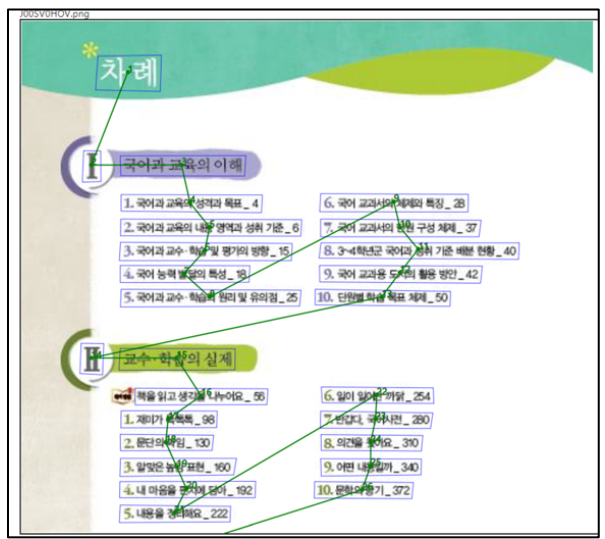 J00SV0HOV.png
차례
I 국어과 교육의 이해
1. 국어과 교육의 성격과 목표 _ 4
2. 국어과 교육의 내용 영역과 성취 기준 _ 6
3. 국어과 교수·학습 및 평가의 방향 _ 15
4. 국어 능력 발달의 특성 _ 18
5. 국어과 교수·학습의 원리 및 유의점 _ 25
6. 국어 교과서의 체제와 특징 _ 28
7. 국어 교과서의 단원 구성 체제 _ 37
8. 3~4학년군 국어과 성취 기준 배분 현황 _ 40
9. 국어 교과용 도서의 활용 방안 _ 42
10. 단원별 학습 목표 체제 _ 50
II 교수·학습의 실제
책을 읽고 생각을 나누어요 _ 56
1. 재미가 톡톡톡 _ 98
2. 문단의 짜임 _ 130
3. 알맞은 높임 표현 _ 160
4. 내 마음을 편지에 담아 _ 192
5. 내용을 정리해요 _ 222
6. 일이 일어난 까닭 _ 254
7. 반갑다, 국어사전 _ 280
8. 의견을 찾아요 _ 310
9. 어떤 내용일까 _ 340
10. 문학의 향기 _ 372